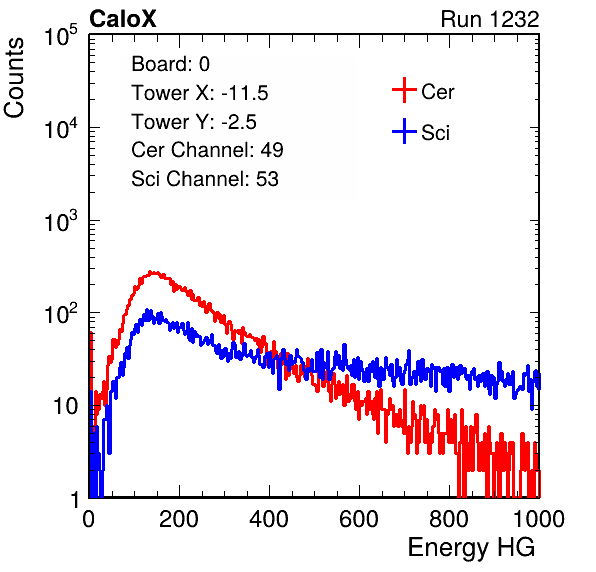 CaloX Run 1232
Counts
Board: 0
Tower X: -11.5
Tower Y: -2.5
Cer Channel: 49
Sci Channel: 53
Cer
Sci
10^5
10^4
10^3
10^2
10
1
0 200 400 600 800 1000
Energy HG